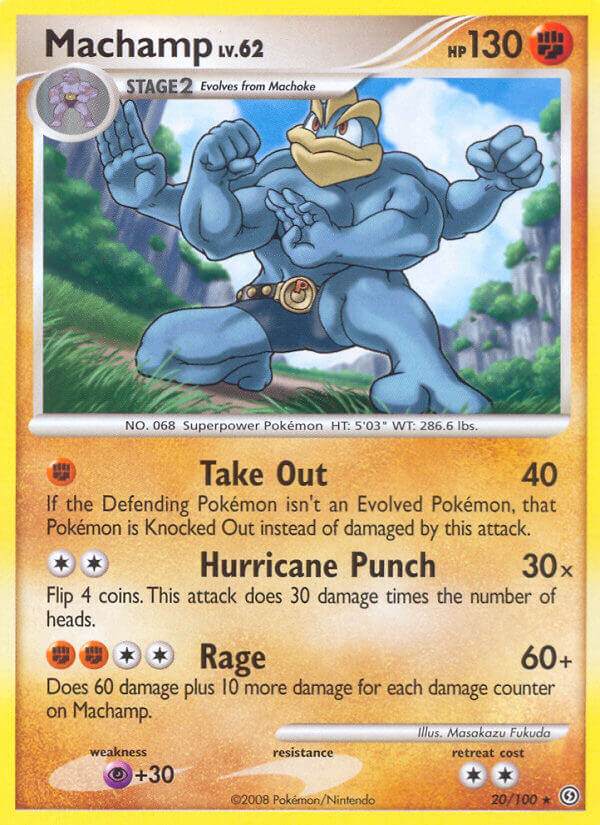 Machamp LV.62 HP 130
STAGE2 Evolves from Machoke
P
NO. 068 Superpower Pokémon HT: 5'03" WT: 286.6 lbs.
Take Out 40
If the Defending Pokémon isn't an Evolved Pokémon, that
Pokémon is Knocked Out instead of damaged by this attack.
Hurricane Punch 30x
Flip 4 coins. This attack does 30 damage times the number of
heads.
Rage 60+
Does 60 damage plus 10 more damage for each damage counter
on Machamp.
Illus. Masakazu Fukuda
weakness resistance retreat cost
+30
©2008 Pokémon/Nintendo 20/100 ★